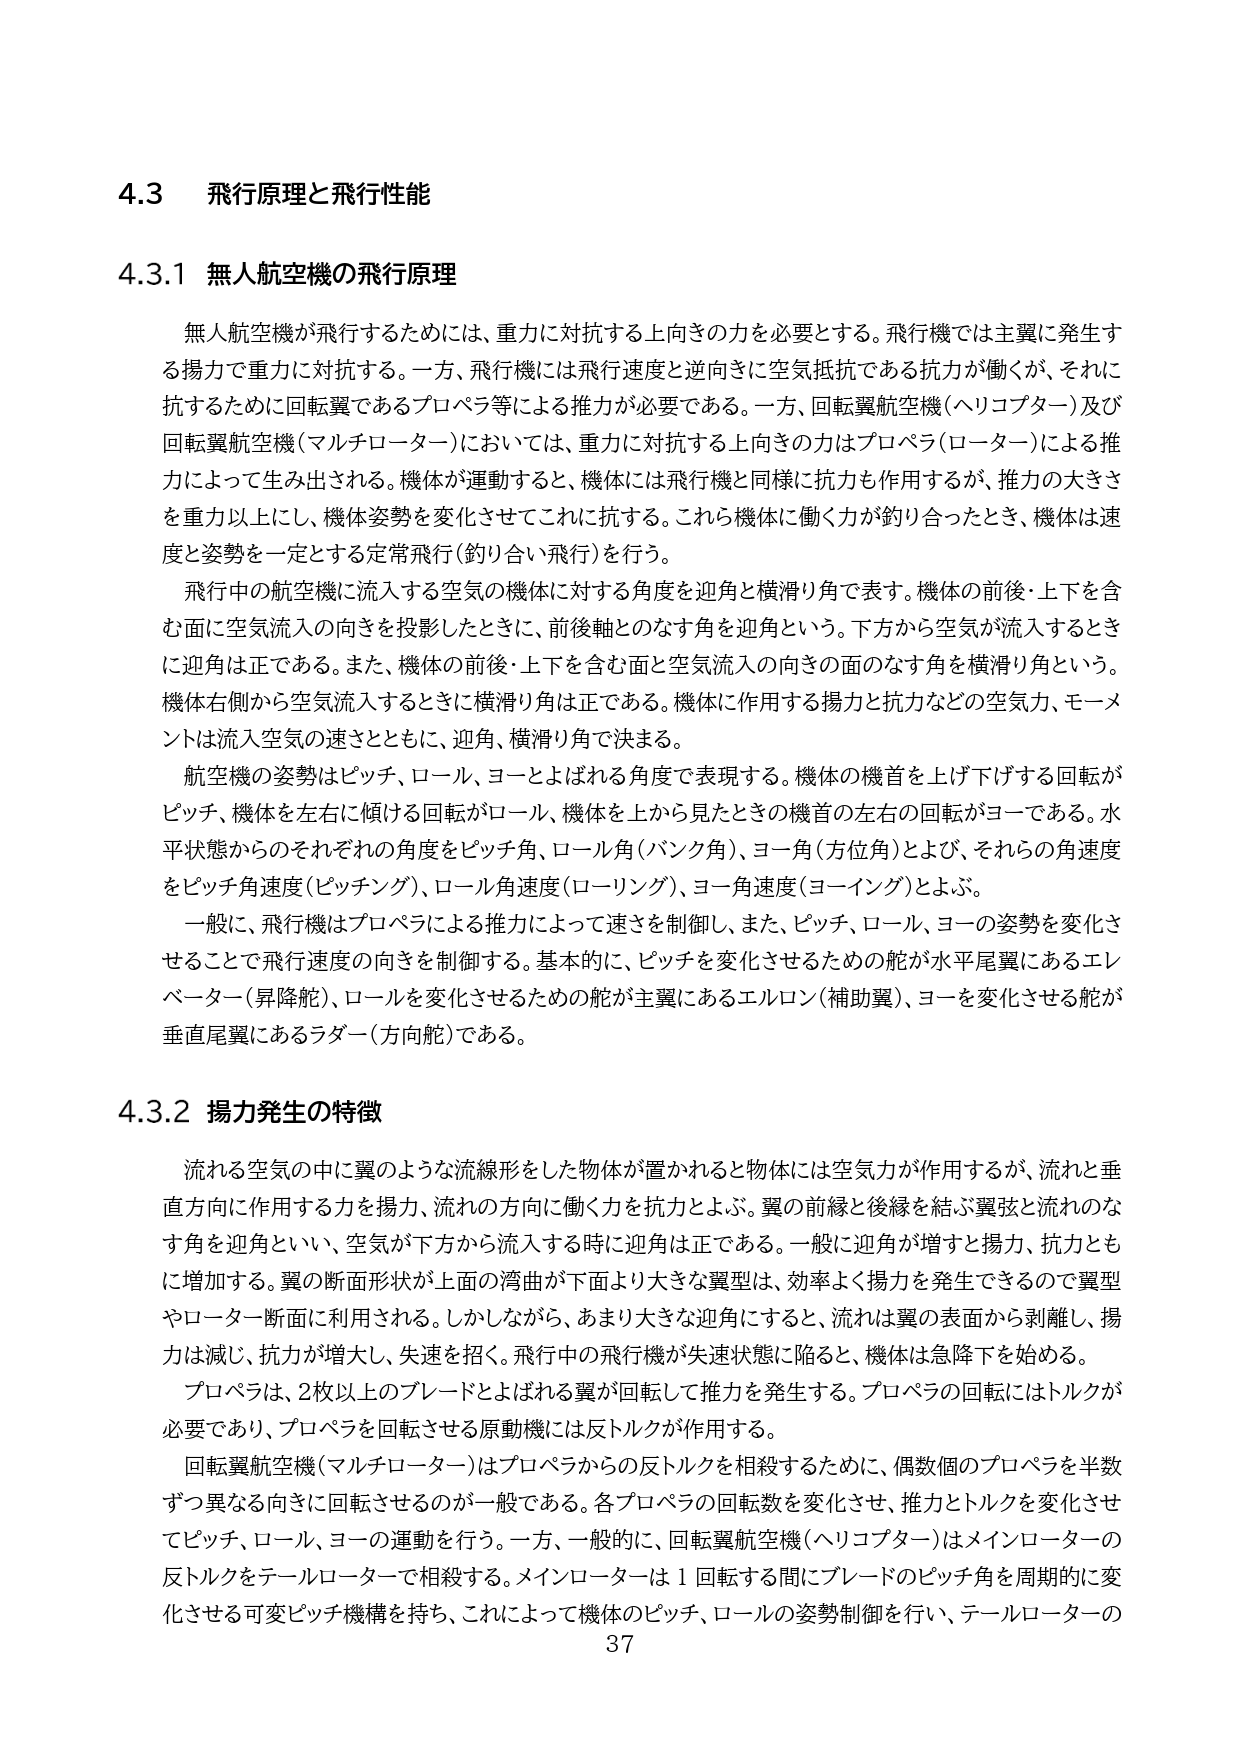 4.3 飛行原理と飛行性能
4.3.1 無人航空機の飛行原理
無人航空機が飛行するためには、重力に対抗する上向きの力を必要とする。飛行機では主翼に発生す
る揚力で重力に対抗する。一方、飛行機には飛行速度と逆向きに空気抵抗である抗力が働くが、それに
抗するために回転翼であるプロペラ等による推力が必要である。一方、回転翼航空機(ヘリコプター)及び
回転翼航空機(マルチローター)においては、重力に対抗する上向きの力はプロペラ(ローター)による推
力によって生み出される。機体が運動すると、機体には飛行機と同様に抗力も作用するが、推力の大きさ
を重力以上にし、機体姿勢を変化させてこれに抗する。これら機体に働く力が釣り合ったとき、機体は速
度と姿勢を一定とする定常飛行(釣り合い飛行)を行う。
飛行中の航空機に流入する空気の機体に対する角度を迎角と横滑り角で表す。機体の前後・上下を含
む面に空気流入の向きを投影したときに、前後軸とのなす角を迎角という。下方から空気が流入するとき
に迎角は正である。また、機体の前後・上下を含む面と空気流入の向きの面のなす角を横滑り角という。
機体右側から空気流入するときに横滑り角は正である。機体に作用する揚力と抗力などの空気力、モーメ
ントは流入空気の速さとともに、迎角、横滑り角で決まる。
航空機の姿勢はピッチ、ロール、ヨーとよばれる角度で表現する。機体の機首を上げ下げする回転が
ピッチ、機体を左右に傾ける回転がロール、機体を上から見たときの機首の左右の回転がヨーである。水
平状態からのそれぞれの角度をピッチ角、ロール角(バンク角)、ヨー角(方位角)とよび、それらの角速度
をピッチ角速度(ピッチング)、ロール角速度(ローリング)、ヨー角速度(ヨーイング)とよぶ。
一般に、飛行機はプロペラによる推力によって速さを制御し、また、ピッチ、ロール、ヨーの姿勢を変化さ
せることで飛行速度の向きを制御する。基本的に、ピッチを変化させるための舵が水平尾翼にあるエレ
ベーター(昇降舵)、ロールを変化させるための舵が主翼にあるエルロン(補助翼)、ヨーを変化させる舵が
垂直尾翼にあるラダー(方向舵)である。
4.3.2 揚力発生の特徴
流れる空気の中に翼のような流線形をした物体が置かれると物体には空気力が作用するが、流れと垂
直方向に作用する力を揚力、流れの方向に働く力を抗力とよぶ。翼の前縁と後縁を結ぶ翼弦と流れのな
す角を迎角といい、空気が下方から流入する時に迎角は正である。一般に迎角が増すと揚力、抗力とも
に増加する。翼の断面形状が上面の湾曲が下面より大きな翼型は、効率よく揚力を発生できるので翼型
やローター断面に利用される。しかしながら、あまり大きな迎角にすると、流れは翼の表面から剥離し、揚
力は減じ、抗力が増大し、失速を招く。飛行中の飛行機が失速状態に陥ると、機体は急降下を始める。
プロペラは、2枚以上のブレードとよばれる翼が回転して推力を発生する。プロペラの回転にはトルクが
必要であり、プロペラを回転させる原動機には反トルクが作用する。
回転翼航空機(マルチローター)はプロペラからの反トルクを相殺するために、偶数個のプロペラを半数
ずつ異なる向きに回転させるのが一般である。各プロペラの回転数を変化させ、推力とトルクを変化させ
てピッチ、ロール、ヨーの運動を行う。一方、一般的に、回転翼航空機(ヘリコプター)はメインローターの
反トルクをテールローターで相殺する。メインローターは 1 回転する間にブレードのピッチ角を周期的に変
化させる可変ピッチ機構を持ち、これによって機体のピッチ、ロールの姿勢制御を行い、テールローターの
37